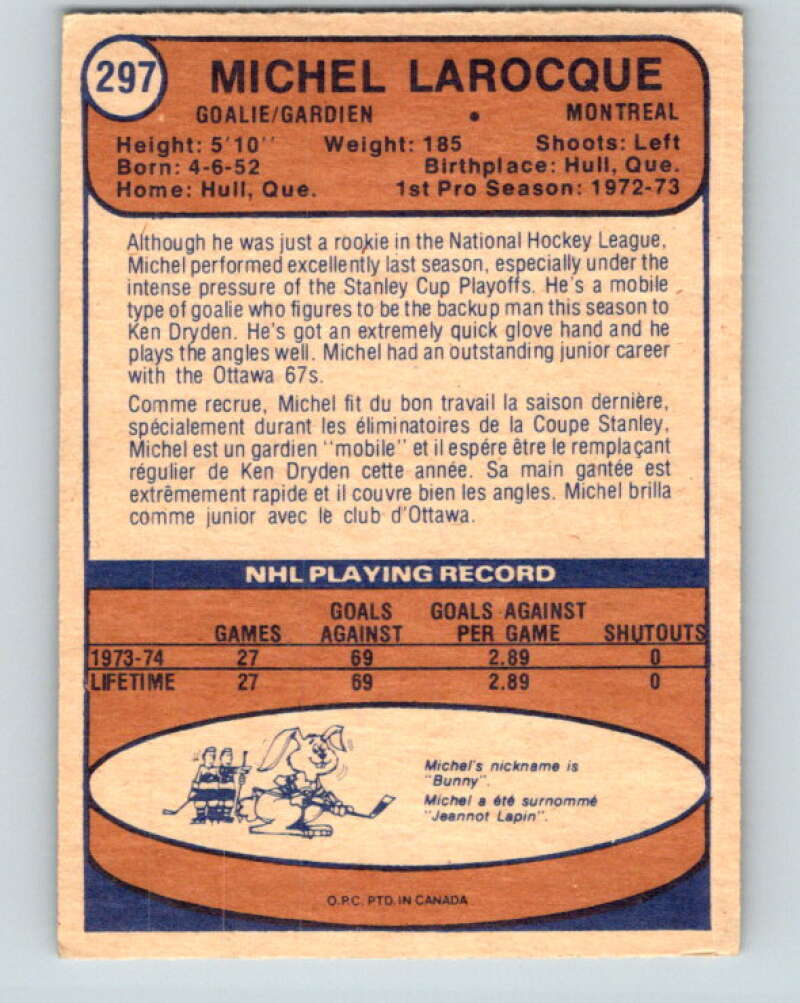 297 MICHEL LAROCQUE
GOALIE/GARDIEN • MONTREAL
Height: 5'10'' Weight: 185 Shoots: Left
Born: 4-6-52 Birthplace: Hull, Que.
Home: Hull, Que. 1st Pro Season: 1972-73
Although he was just a rookie in the National Hockey League,
Michel performed excellently last season, especially under the
intense pressure of the Stanley Cup Playoffs. He's a mobile
type of goalie who figures to be the backup man this season to
Ken Dryden. He's got an extremely quick glove hand and he
plays the angles well. Michel had an outstanding junior career
with the Ottawa 67s.
Comme recrue, Michel fit du bon travail la saison dernière,
spécialement durant les éliminatoires de la Coupe Stanley.
Michel est un gardien ''mobile'' et il espére être le remplaçant
régulier de Ken Dryden cette année. Sa main gantée est
extrêmement rapide et il couvre bien les angles. Michel brilla
comme junior avec le club d'Ottawa.
NHL PLAYING RECORD
GOALS GOALS AGAINST
GAMES AGAINST PER GAME SHUTOUTS
1973-74 27 69 2.89 0
LIFETIME 27 69 2.89 0
Michel's nickname is
''Bunny''.
Michel a été surnommé
''Jeannot Lapin''.
O.P.C. PTD. IN CANADA